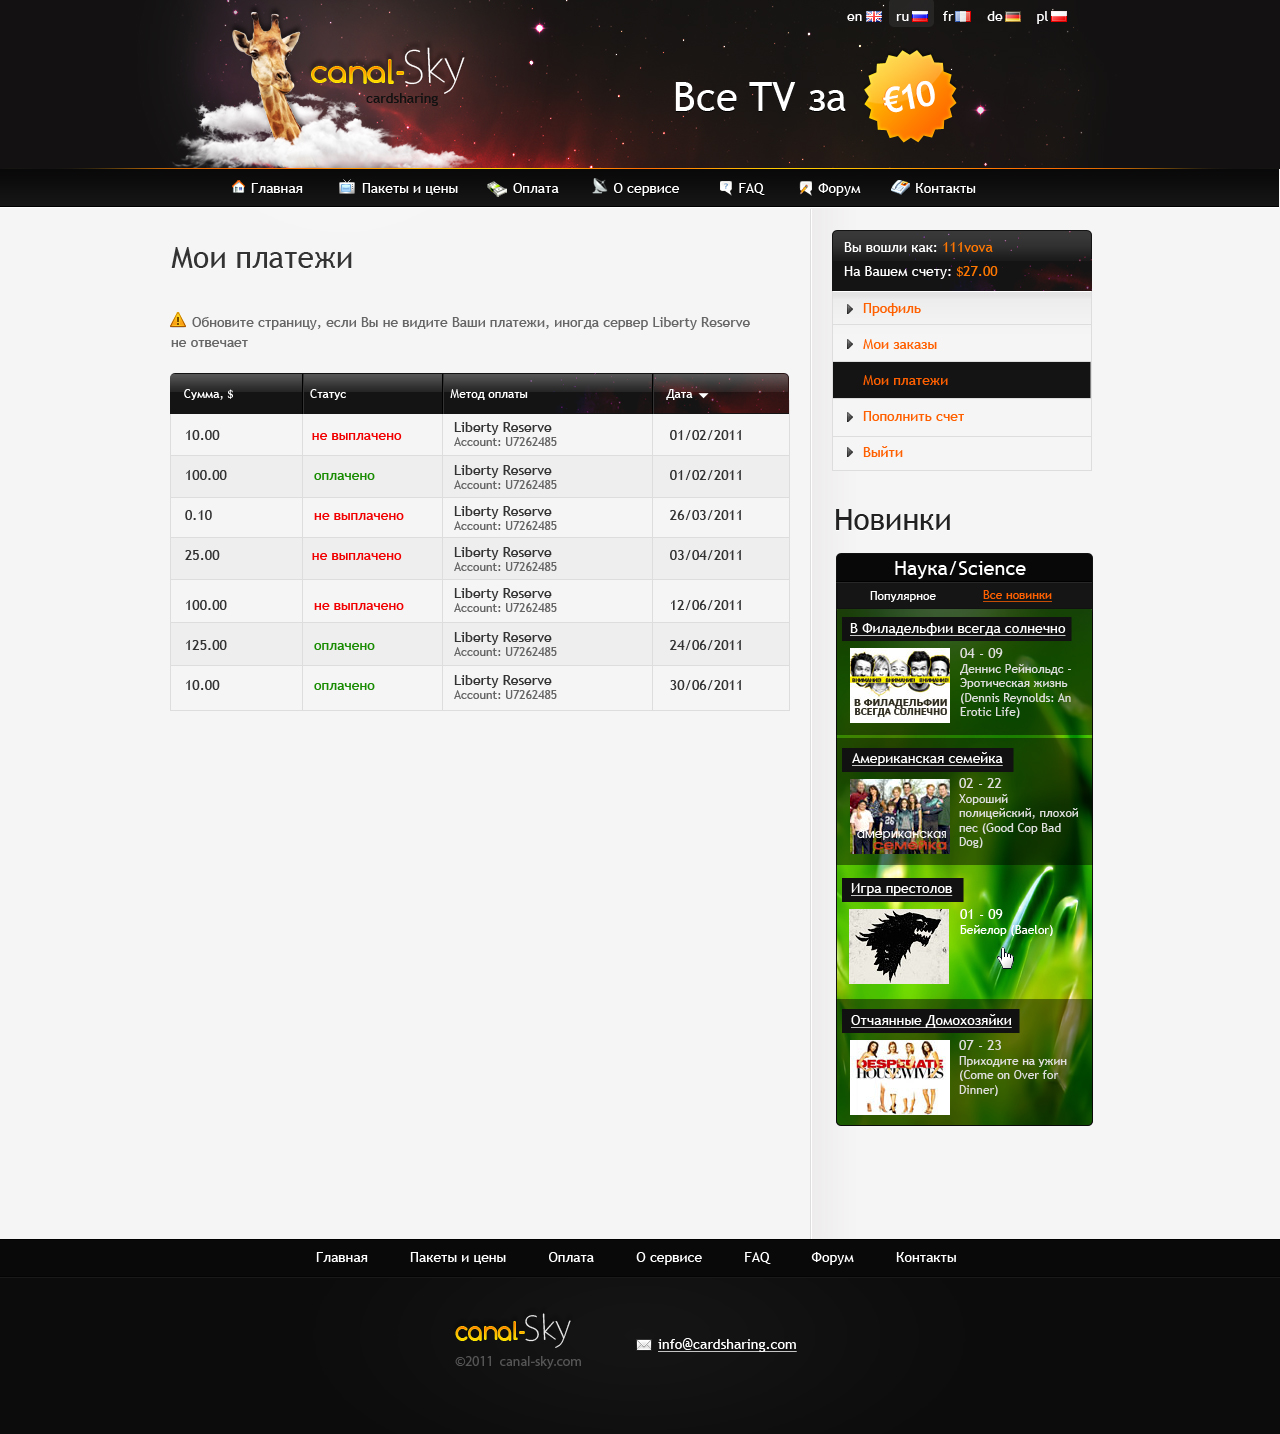 en ru fr de pl
canal-Sky
cardsharing
Все TV за €10
Главная Пакеты и цены Оплата О сервисе FAQ Форум Контакты
Мои платежи
Обновите страницу, если Вы не видите Ваши платежи, иногда сервер Liberty Reserve
не отвечает
Сумма, $ Статус Метод оплаты Дата
10.00 не выплачено Liberty Reserve 01/02/2011
Account: U7262485
100.00 оплачено Liberty Reserve 01/02/2011
Account: U7262485
0.10 не выплачено Liberty Reserve 26/03/2011
Account: U7262485
25.00 не выплачено Liberty Reserve 03/04/2011
Account: U7262485
100.00 не выплачено Liberty Reserve 12/06/2011
Account: U7262485
125.00 оплачено Liberty Reserve 24/06/2011
Account: U7262485
10.00 оплачено Liberty Reserve 30/06/2011
Account: U7262485
Вы вошли как: 111vova
На Вашем счету: $27.00
Профиль
Мои заказы
Мои платежи
Пополнить счет
Выйти
Новинки
Наука/Science
Популярное Все новинки
В Филадельфии всегда солнечно
ВНИМАНИЕ ВНИМАНИЕ ВНИМАНИЕ
В ФИЛАДЕЛЬФИИ
ВСЕГДА СОЛНЕЧНО
04 - 09
Деннис Рейнольдс -
Эротическая жизнь
(Dennis Reynolds: An
Erotic Life)
Американская семейка
26
американская
семейка
02 - 22
Хороший
полицейский, плохой
пес (Good Cop Bad
Dog)
Игра престолов
01 - 09
Бейелор (Baelor)
Отчаянные Домохозяйки
DESPERATE
HOUSEWIVES
07 - 23
Приходите на ужин
(Come on Over for
Dinner)
Главная Пакеты и цены Оплата О сервисе FAQ Форум Контакты
canal-Sky
©2011 canal-sky.com
info@cardsharing.com